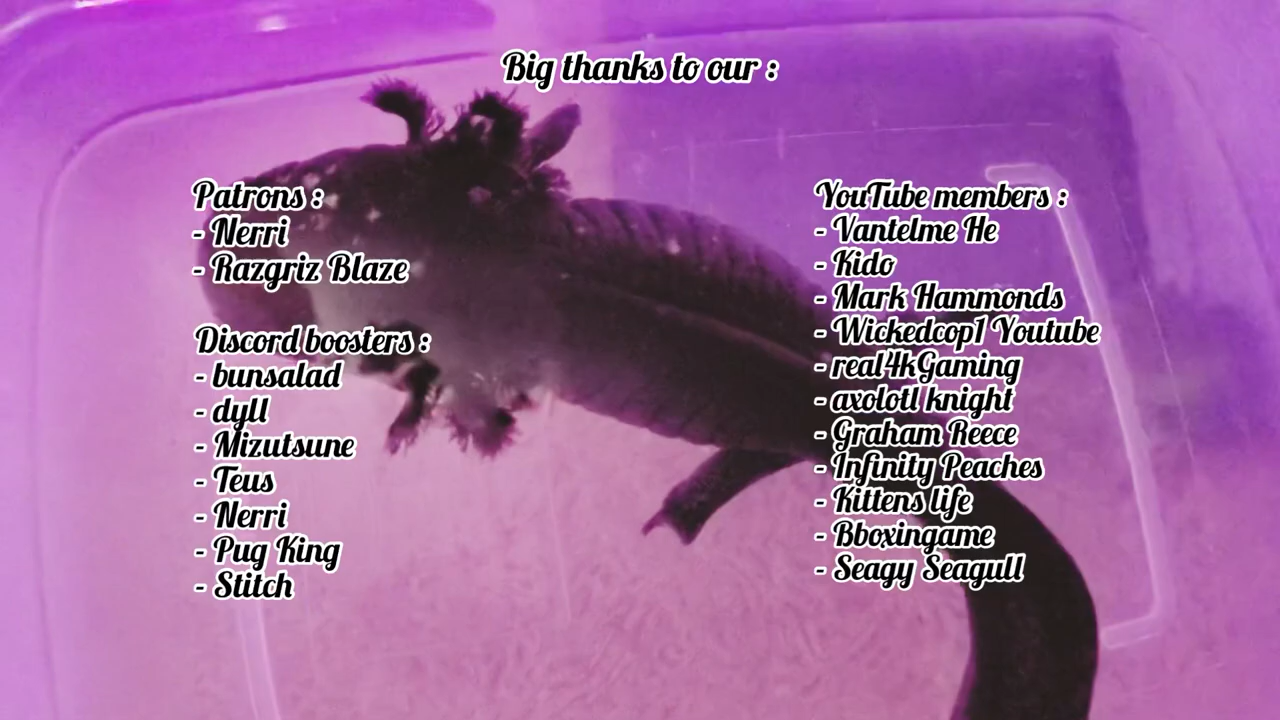 Big thanks to our :
Patrons :
- Nerri
- Razgriz Blaze
Discord boosters :
- bunsalad
- dyll
- Mizutsune
- Teus
- Nerri
- Pug King
- Stitch
YouTube members :
- Vantelme He
- Kido
- Mark Hammonds
- Wickedcop1 Youtube
- real4kGaming
- axolotl knight
- Graham Reece
- Infinity Peaches
- Kittens life
- Bboxingame
- Seagy Seagull